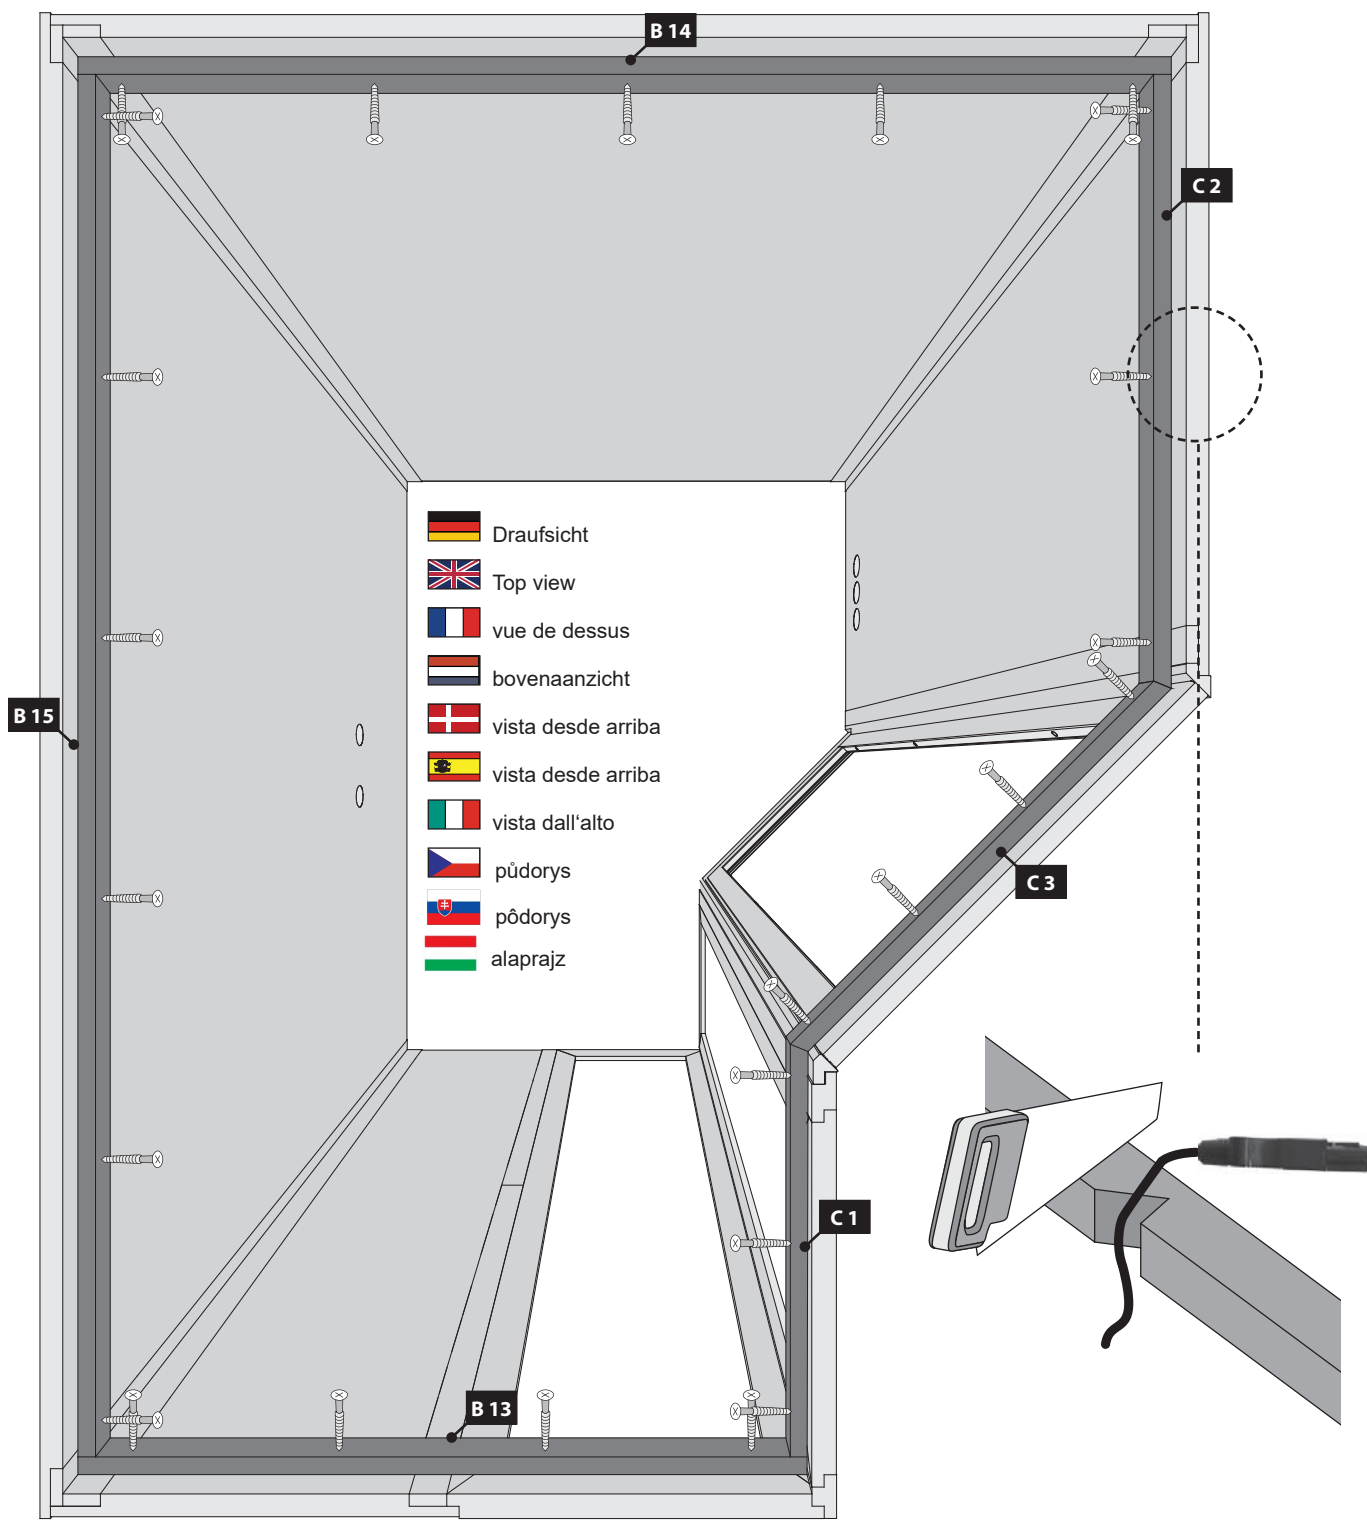 B 14
C 2
Draufsicht
Top view
vue de dessus
bovenaanzicht
B 15
vista desde arriba
vista desde arriba
vista dall‘alto
půdorys
C 3
pôdorys
alaprajz
C 1
B 13